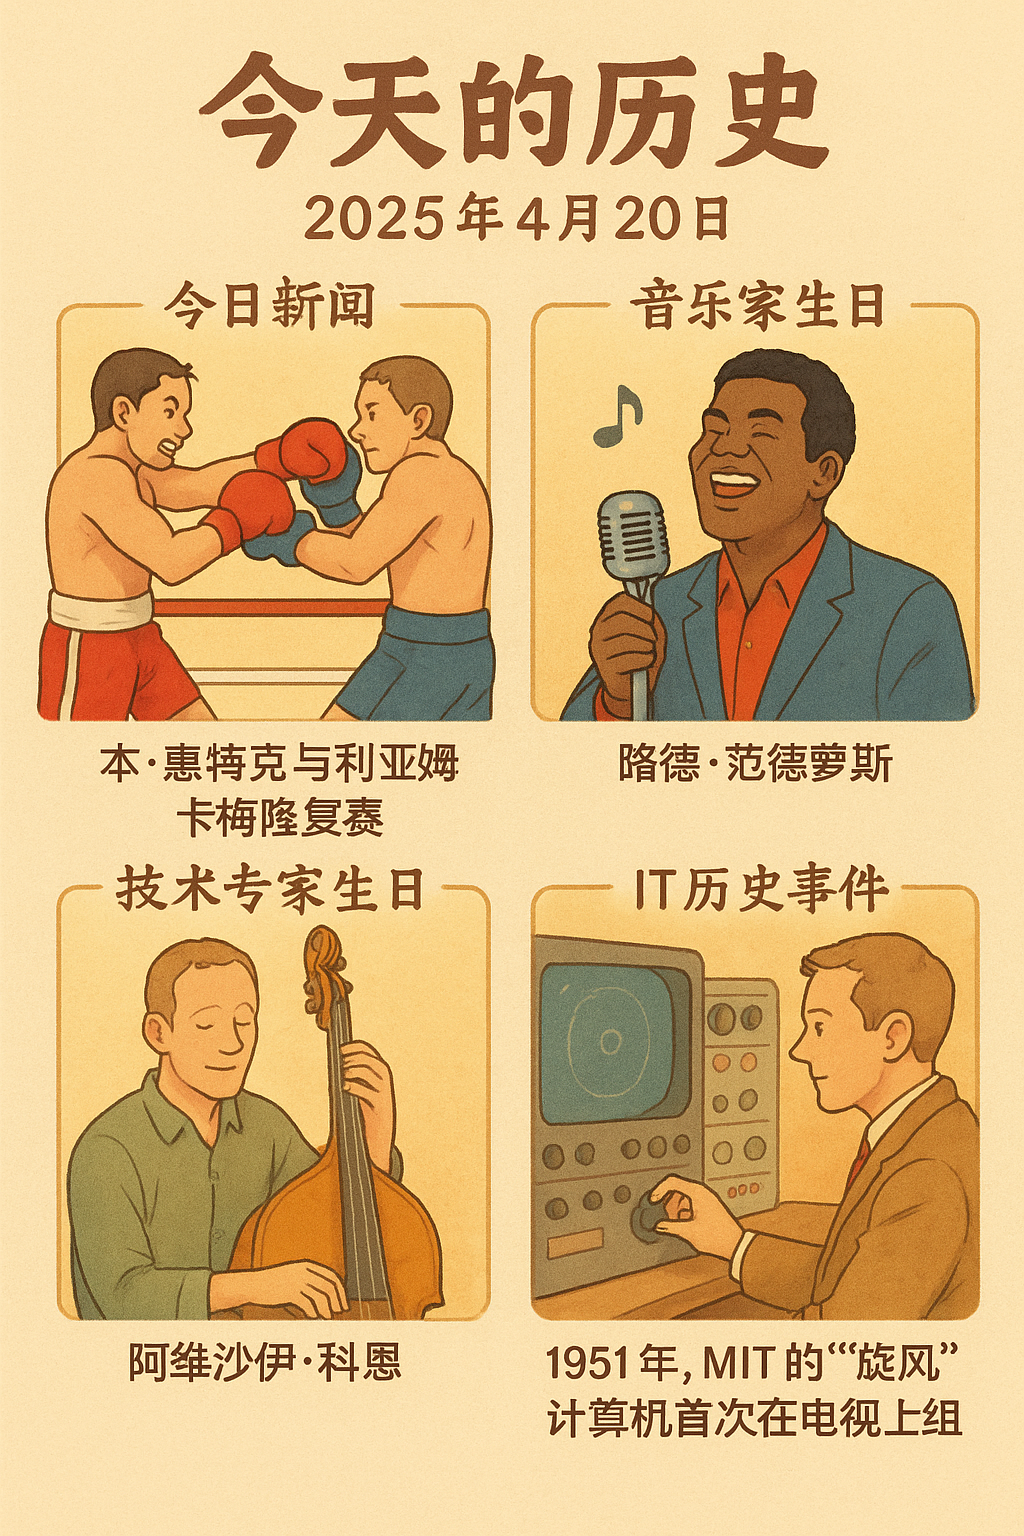 今天的历史
2025年4月20日
今日新闻
音乐家生日
本·惠特克与利亚姆
卡梅隆复赛
路德·范德萝斯
技术专家生日
IT历史事件
阿维沙伊·科恩
1951年, MIT 的““旋风”
计算机首次在电视上组